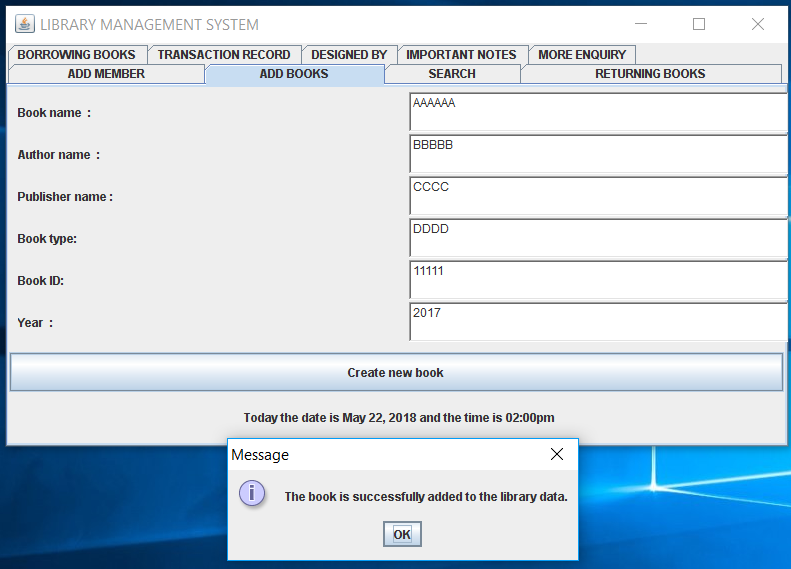 LIBRARY MANAGEMENT SYSTEM
BORROWING BOOKS TRANSACTION RECORD DESIGNED BY IMPORTANT NOTES MORE ENQUIRY
ADD MEMBER ADD BOOKS SEARCH RETURNING BOOKS
Book name : AAAAAA
Author name : BBBBB
Publisher name : CCCC
Book type: DDDD
Book ID: 11111
Year : 2017
Create new book
Today the date is May 22, 2018 and the time is 02:00pm
Message
The book is successfully added to the library data.
OK